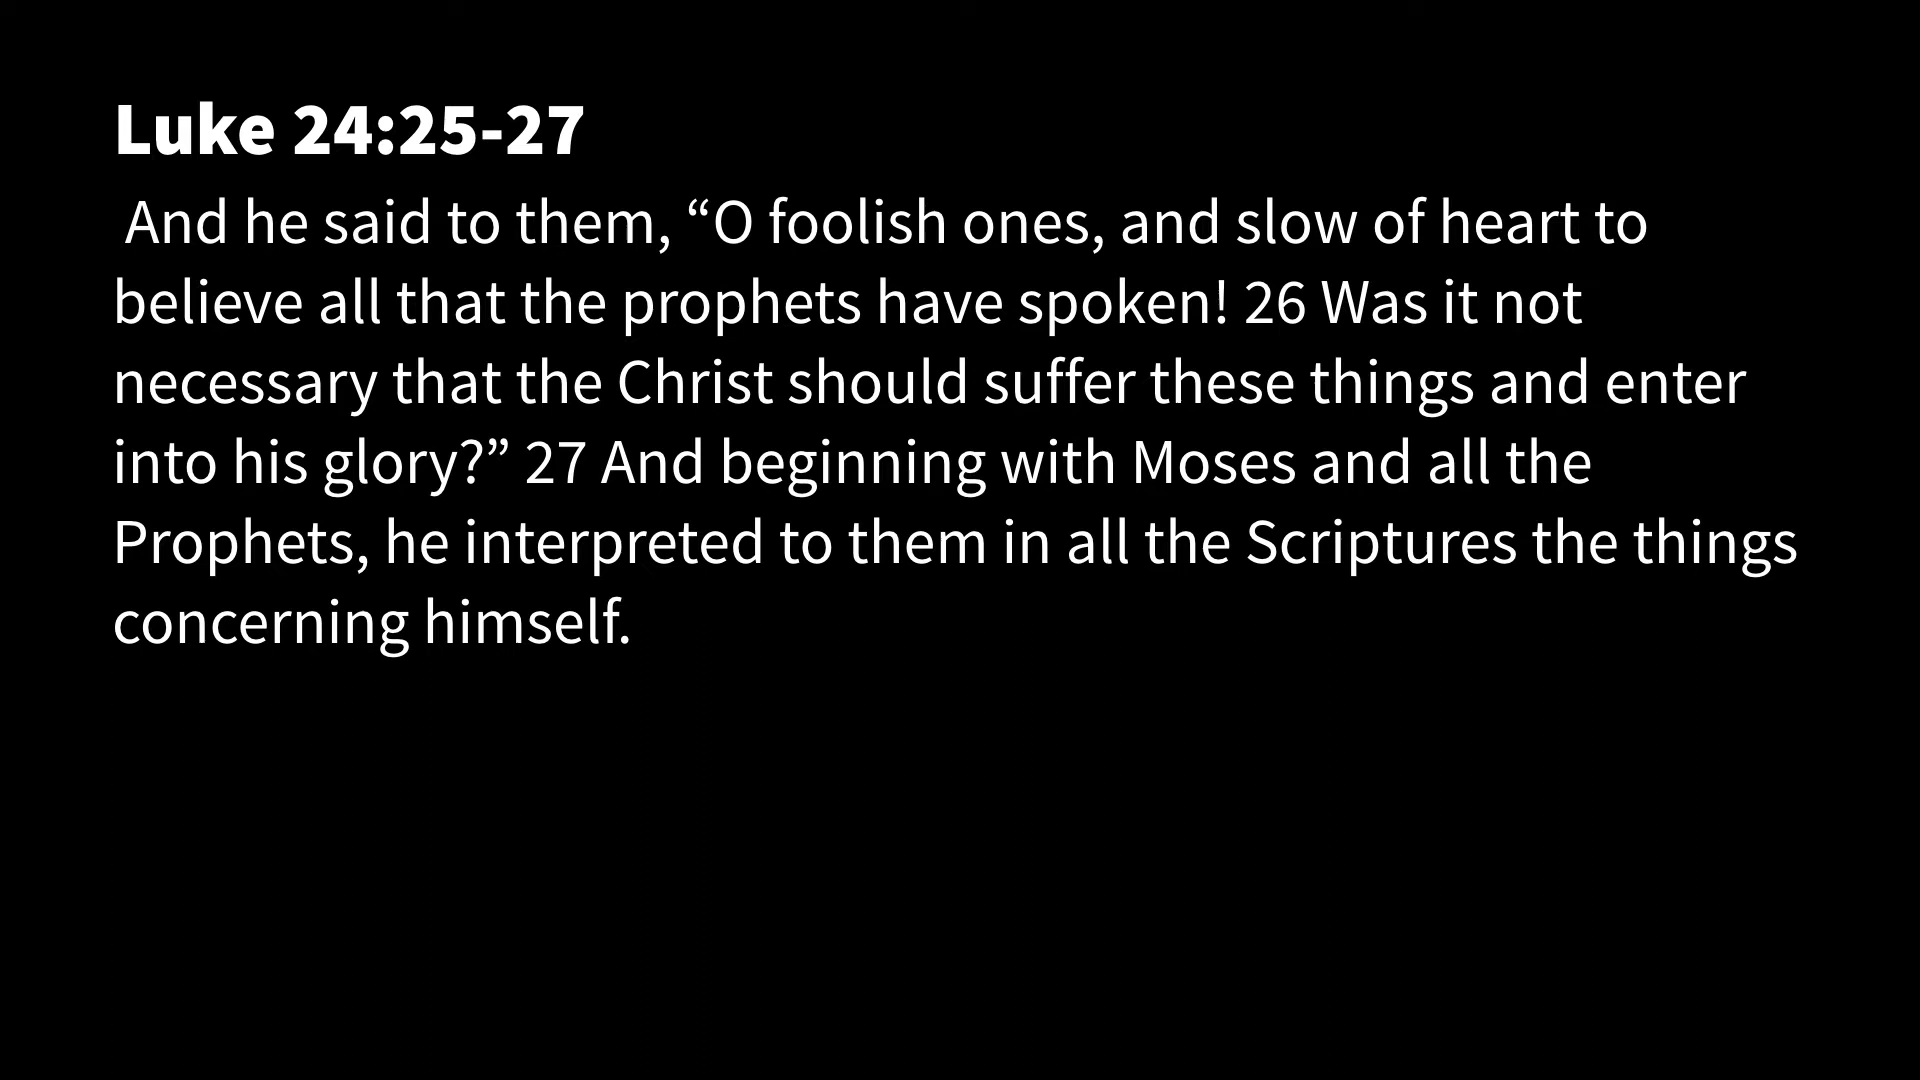 Luke 24:25-27
And he said to them, “O foolish ones, and slow of heart to
believe all that the prophets have spoken! 26 Was it not
necessary that the Christ should suffer these things and enter
into his glory?” 27 And beginning with Moses and all the
Prophets, he interpreted to them in all the Scriptures the things
concerning himself.